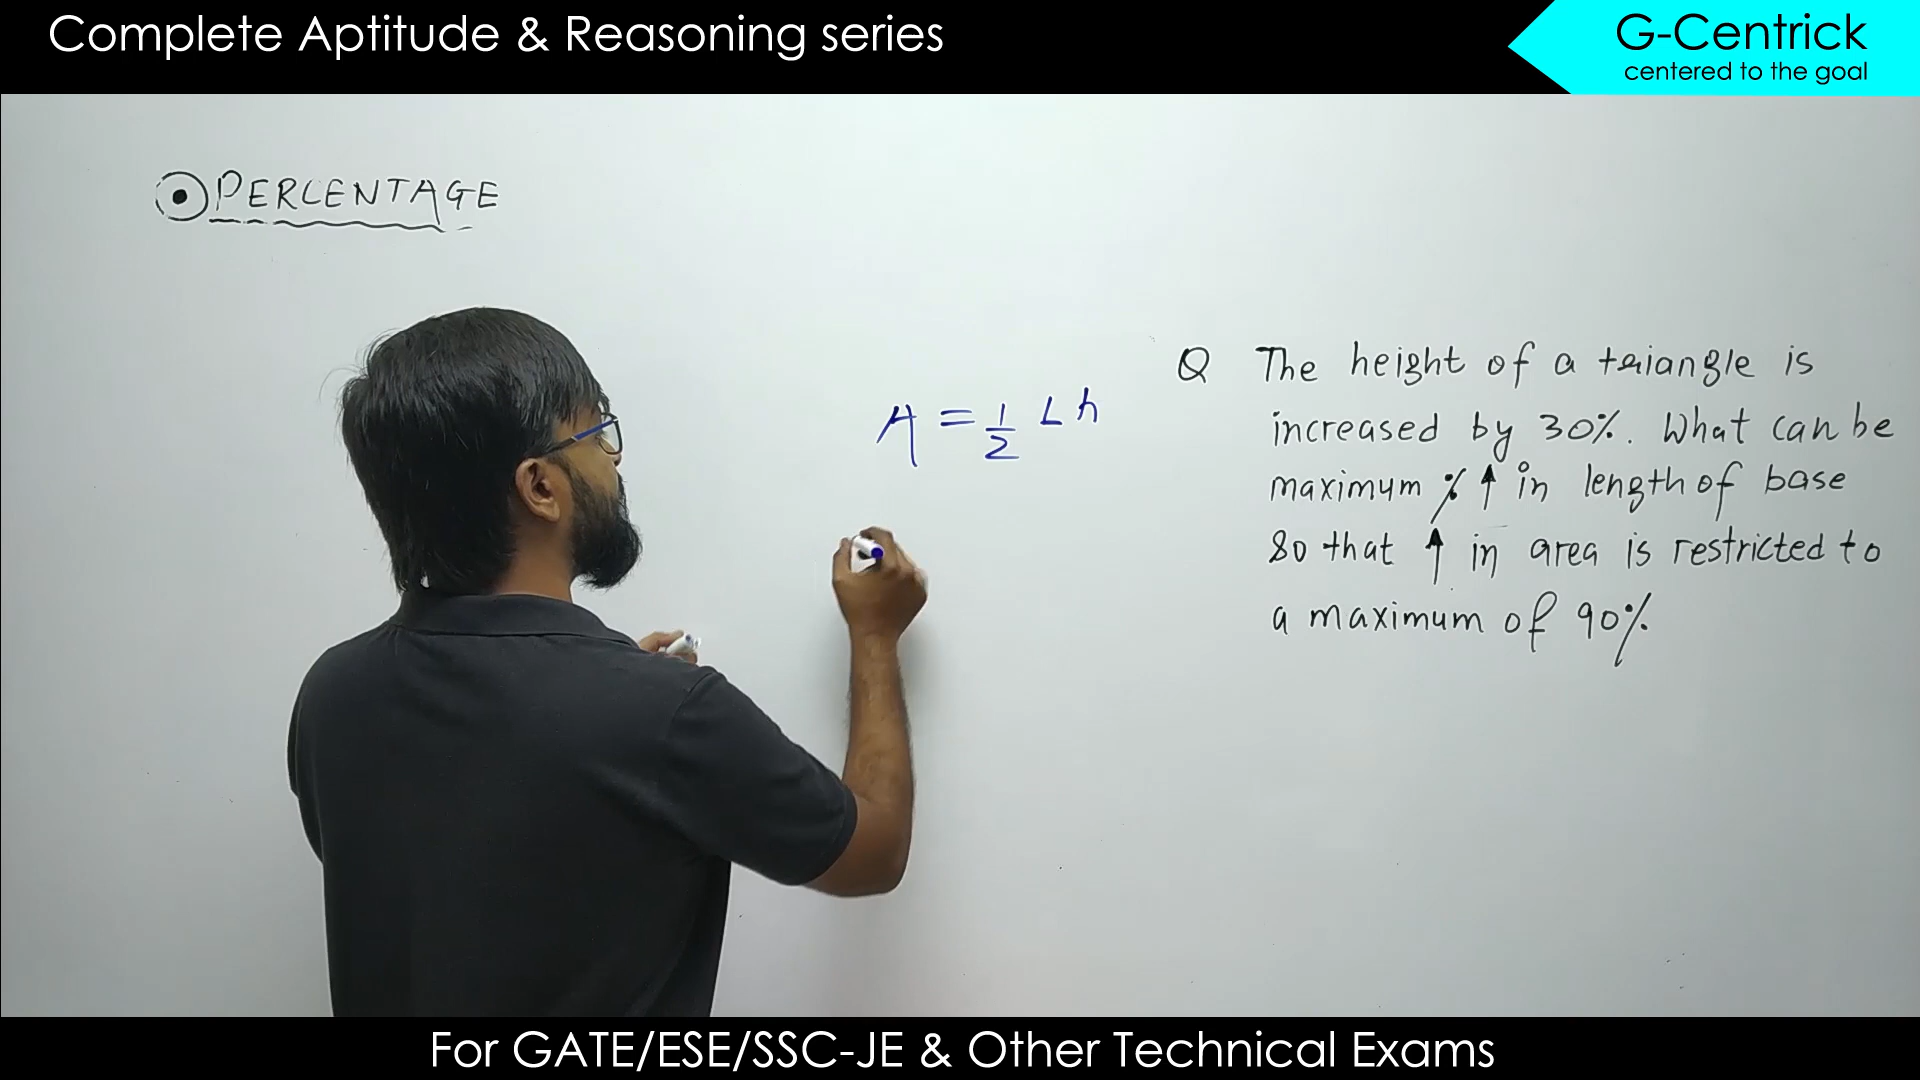 Complete Aptitude & Reasoning series
G-Centrick
centered to the goal
PERCENTAGE
A = 1/2 L h
Q The height of a triangle is
increased by 30%. What can be
maximum % ↑ in length of base
So that ↑ in area is restricted to
a maximum of 90%
For GATE/ESE/SSC-JE & Other Technical Exams